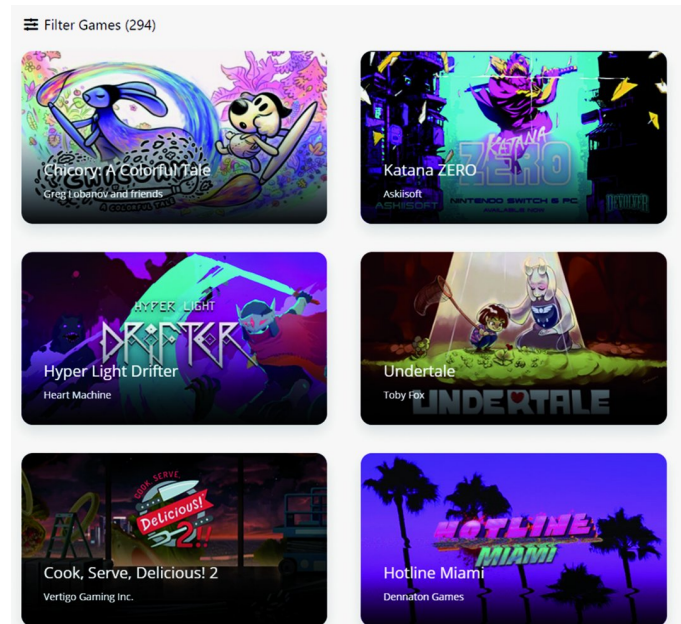 Filter Games (294)
Chicory: A Colorful Tale
Greg Lobanov and friends
A COLORFUL TALE
KATANA
ZERO
Katana ZERO
Askiisoft
ASKIISOFT
NINTENDO SWITCH & PC
AVAILABLE NOW
DEVOLVER
HYPER LIGHT
DRIFTER
Hyper Light Drifter
Heart Machine
Undertale
Toby Fox
UNDERTALE
COOK, SERVE,
Delicious!
2!!
Cook, Serve, Delicious! 2
Vertigo Gaming Inc.
HOTLINE
MIAMI
Hotline Miami
Dennaton Games